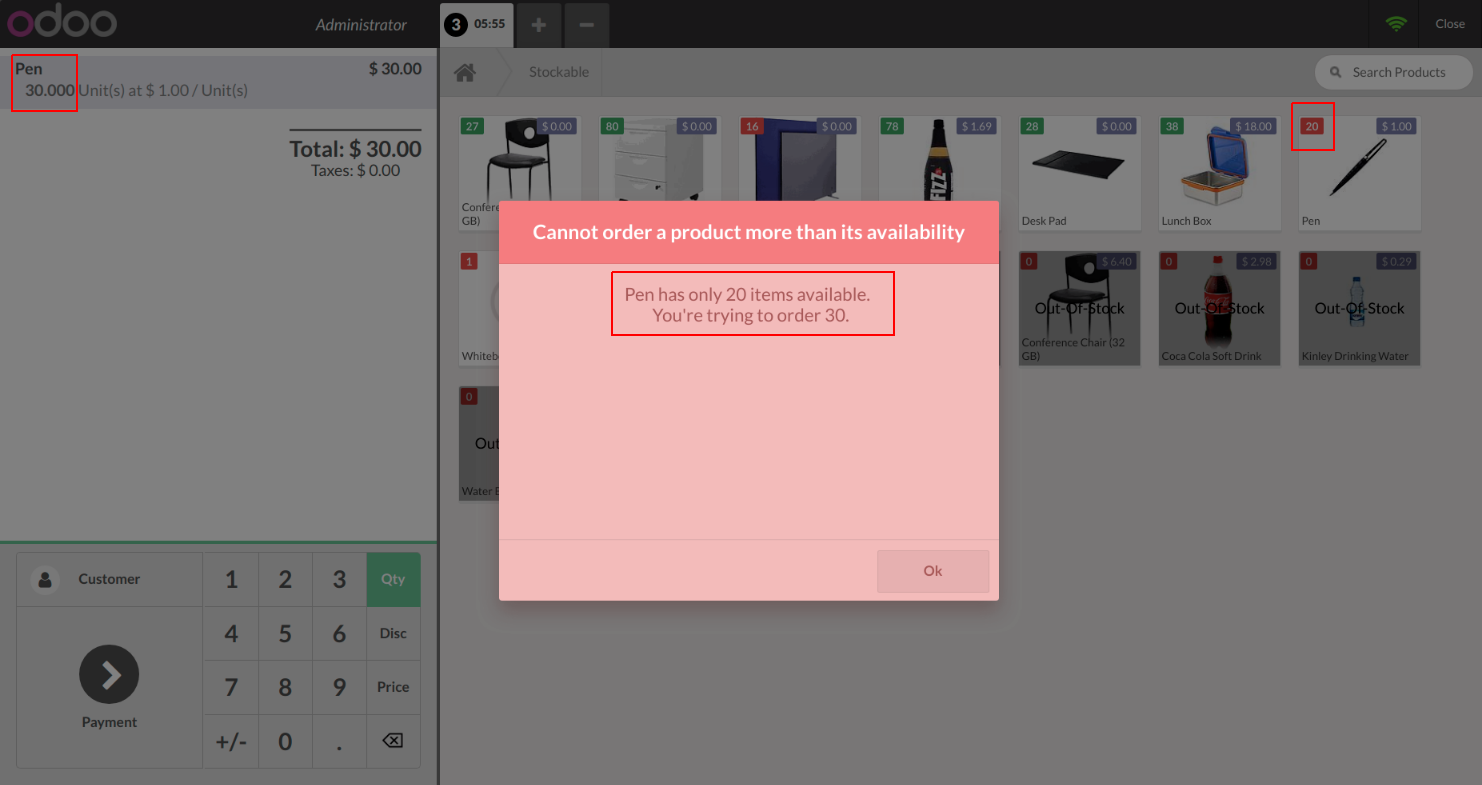 odoo
Administrator
3 05:55
+
−
Close
Pen
$ 30.00
30.000 Unit(s) at $ 1.00 / Unit(s)
Total: $ 30.00
Taxes: $ 0.00
Stockable
Search Products
27 $ 0.00
80 $ 0.00
16 $ 0.00
78 $ 1.69
28 $ 0.00
38 $ 18.00
20 $ 1.00
FIZZ
GB)
Desk Pad
Lunch Box
Pen
Cannot order a product more than its availability
Pen has only 20 items available.
You're trying to order 30.
Ok
1
0 $ 6.40
0 $ 2.98
0 $ 0.29
Out-Of-Stock
Out-Of-Stock
Out-Of-Stock
Conference Chair (32
GB)
Coca Cola Soft Drink
Kinley Drinking Water
0
Customer
1 2 3 Qty
4 5 6 Disc
7 8 9 Price
+/- 0 .
Payment